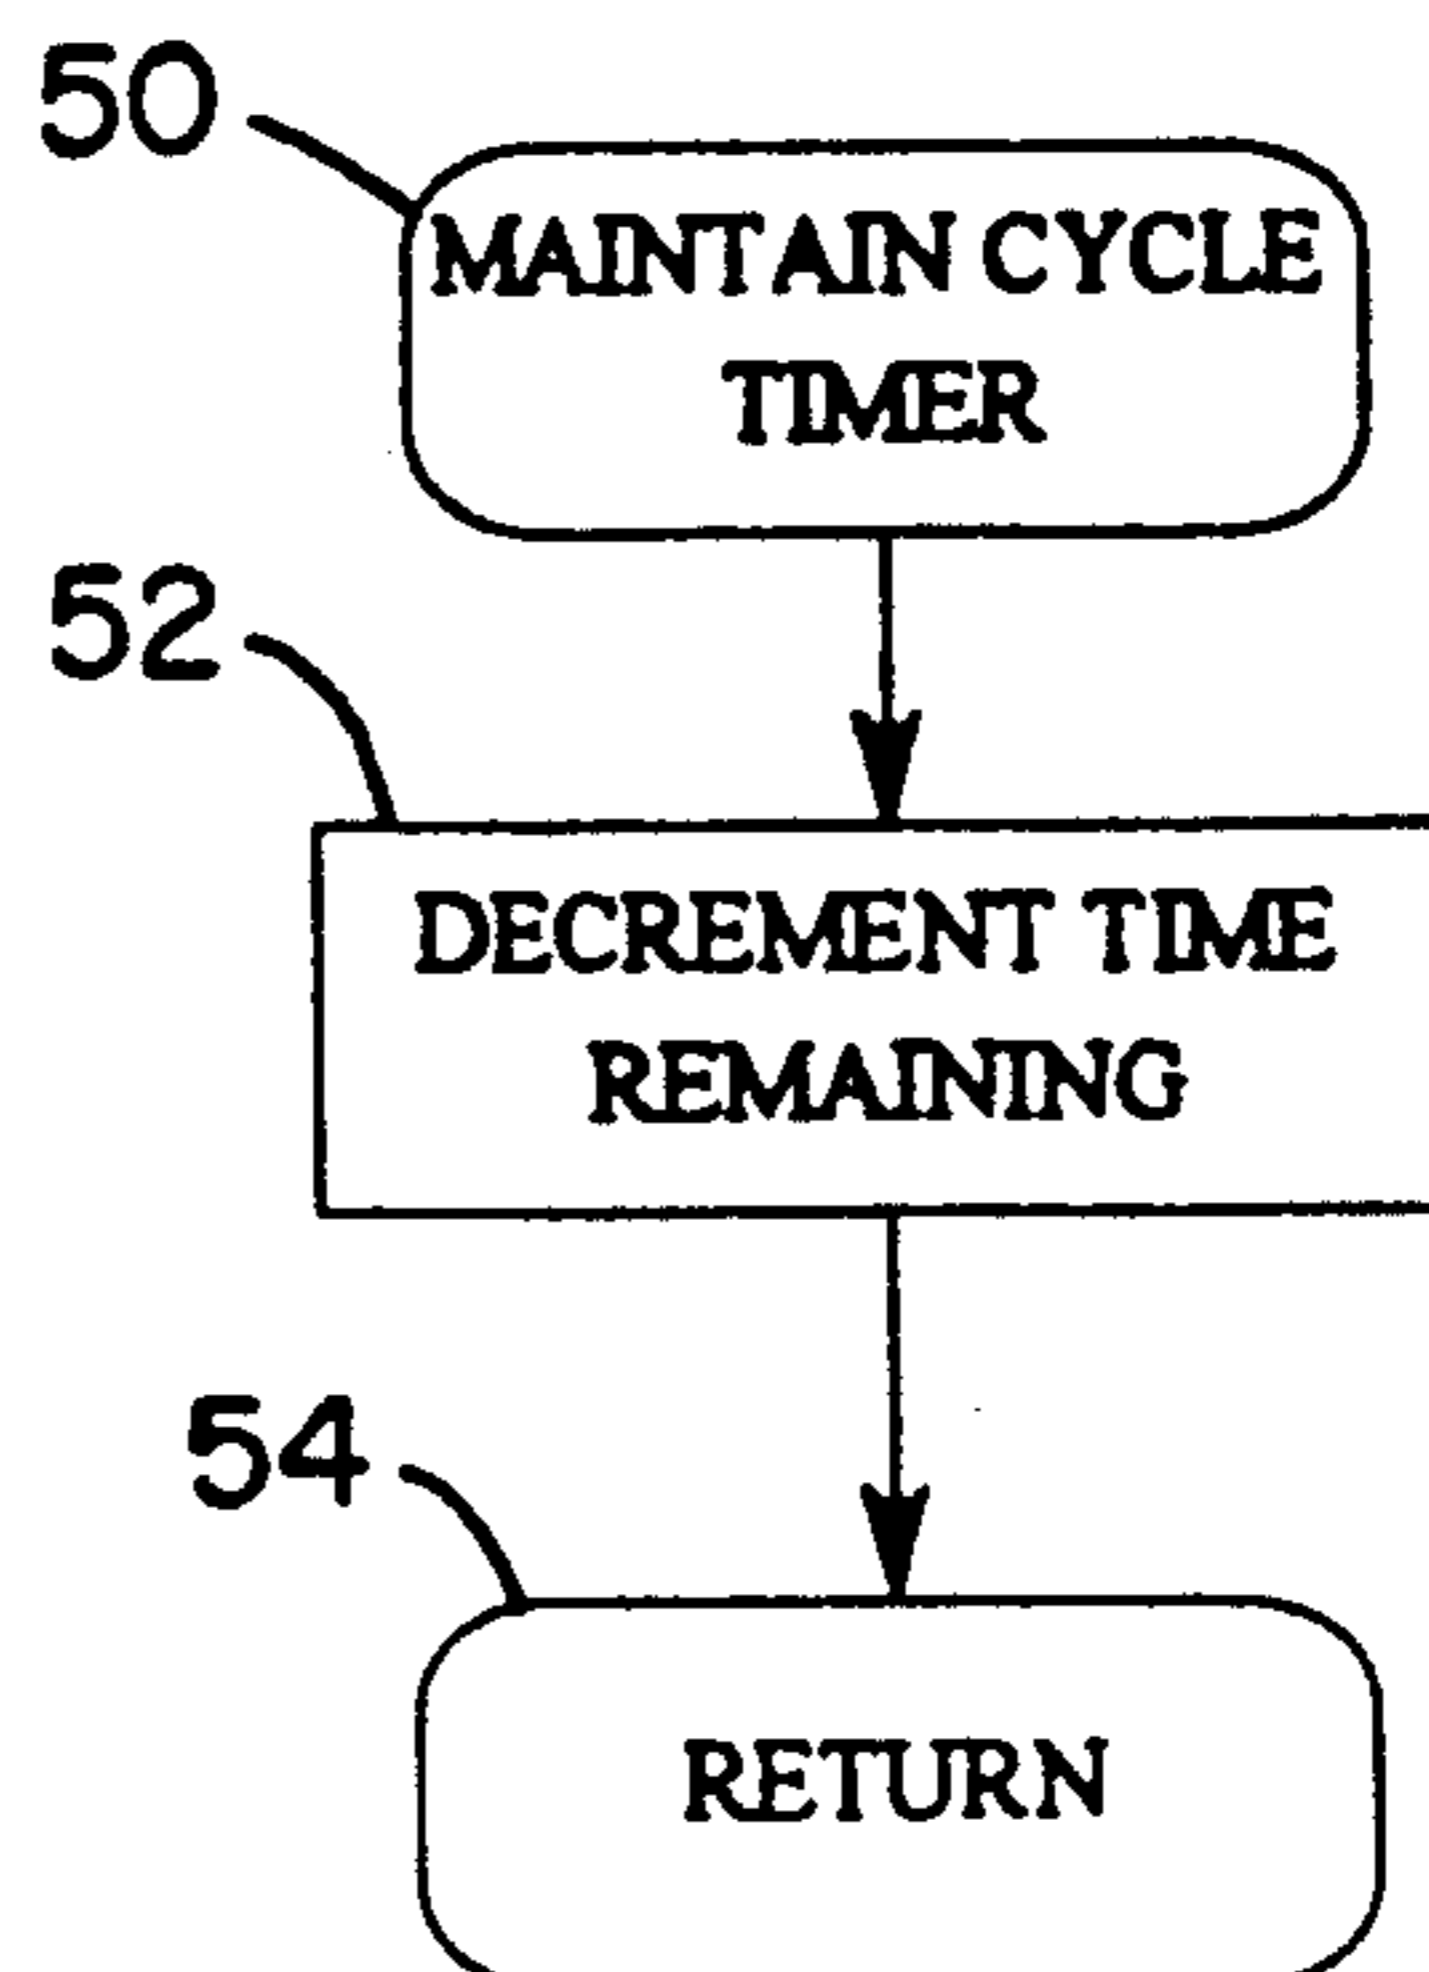 50
MAINTAIN CYCLE
TIMER
52
DECREMENT TIME
REMAINING
54
RETURN